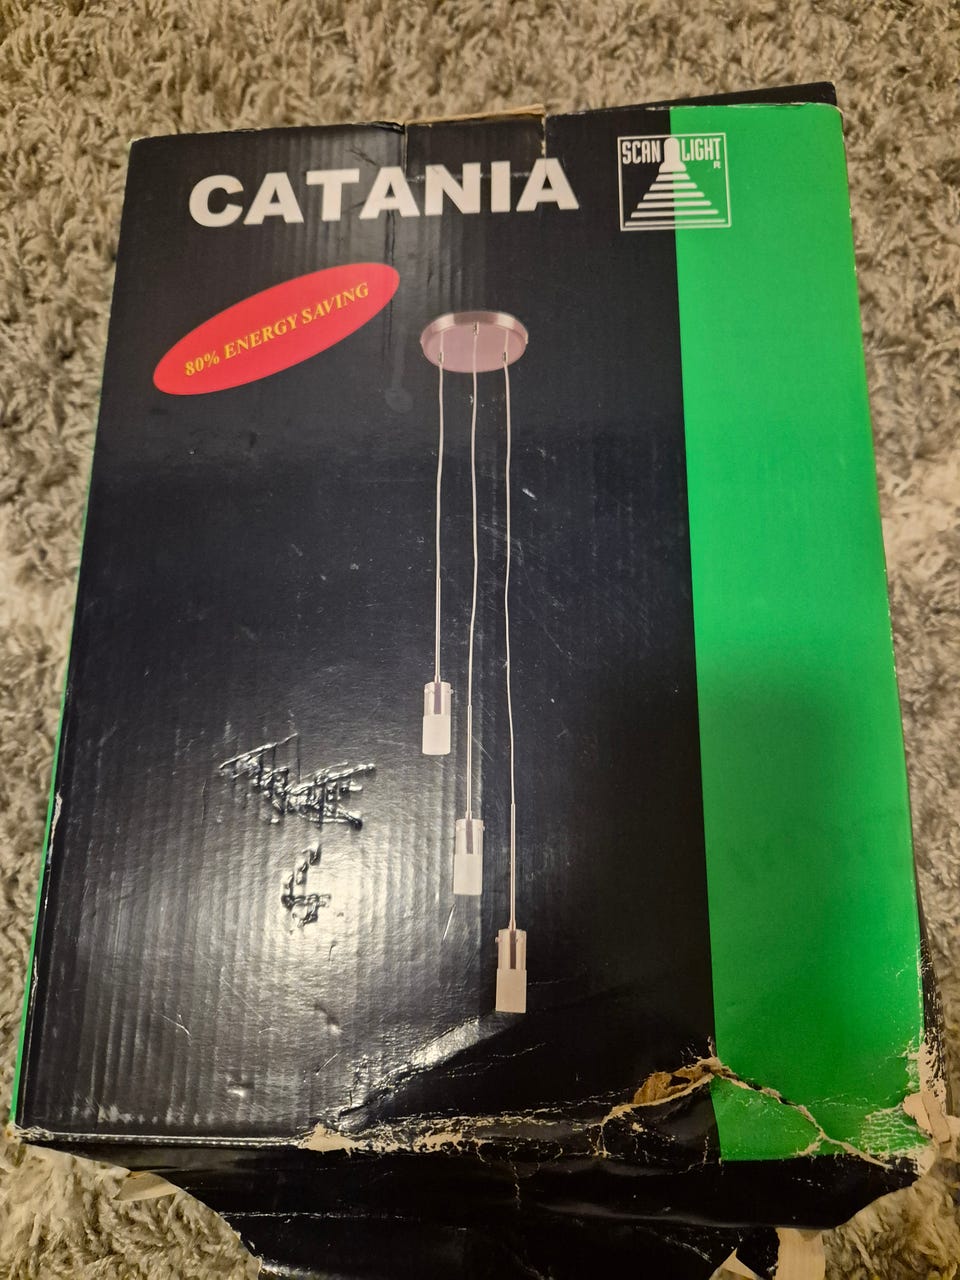 CATANIA
SCAN LIGHT
R
80% ENERGY SAVING